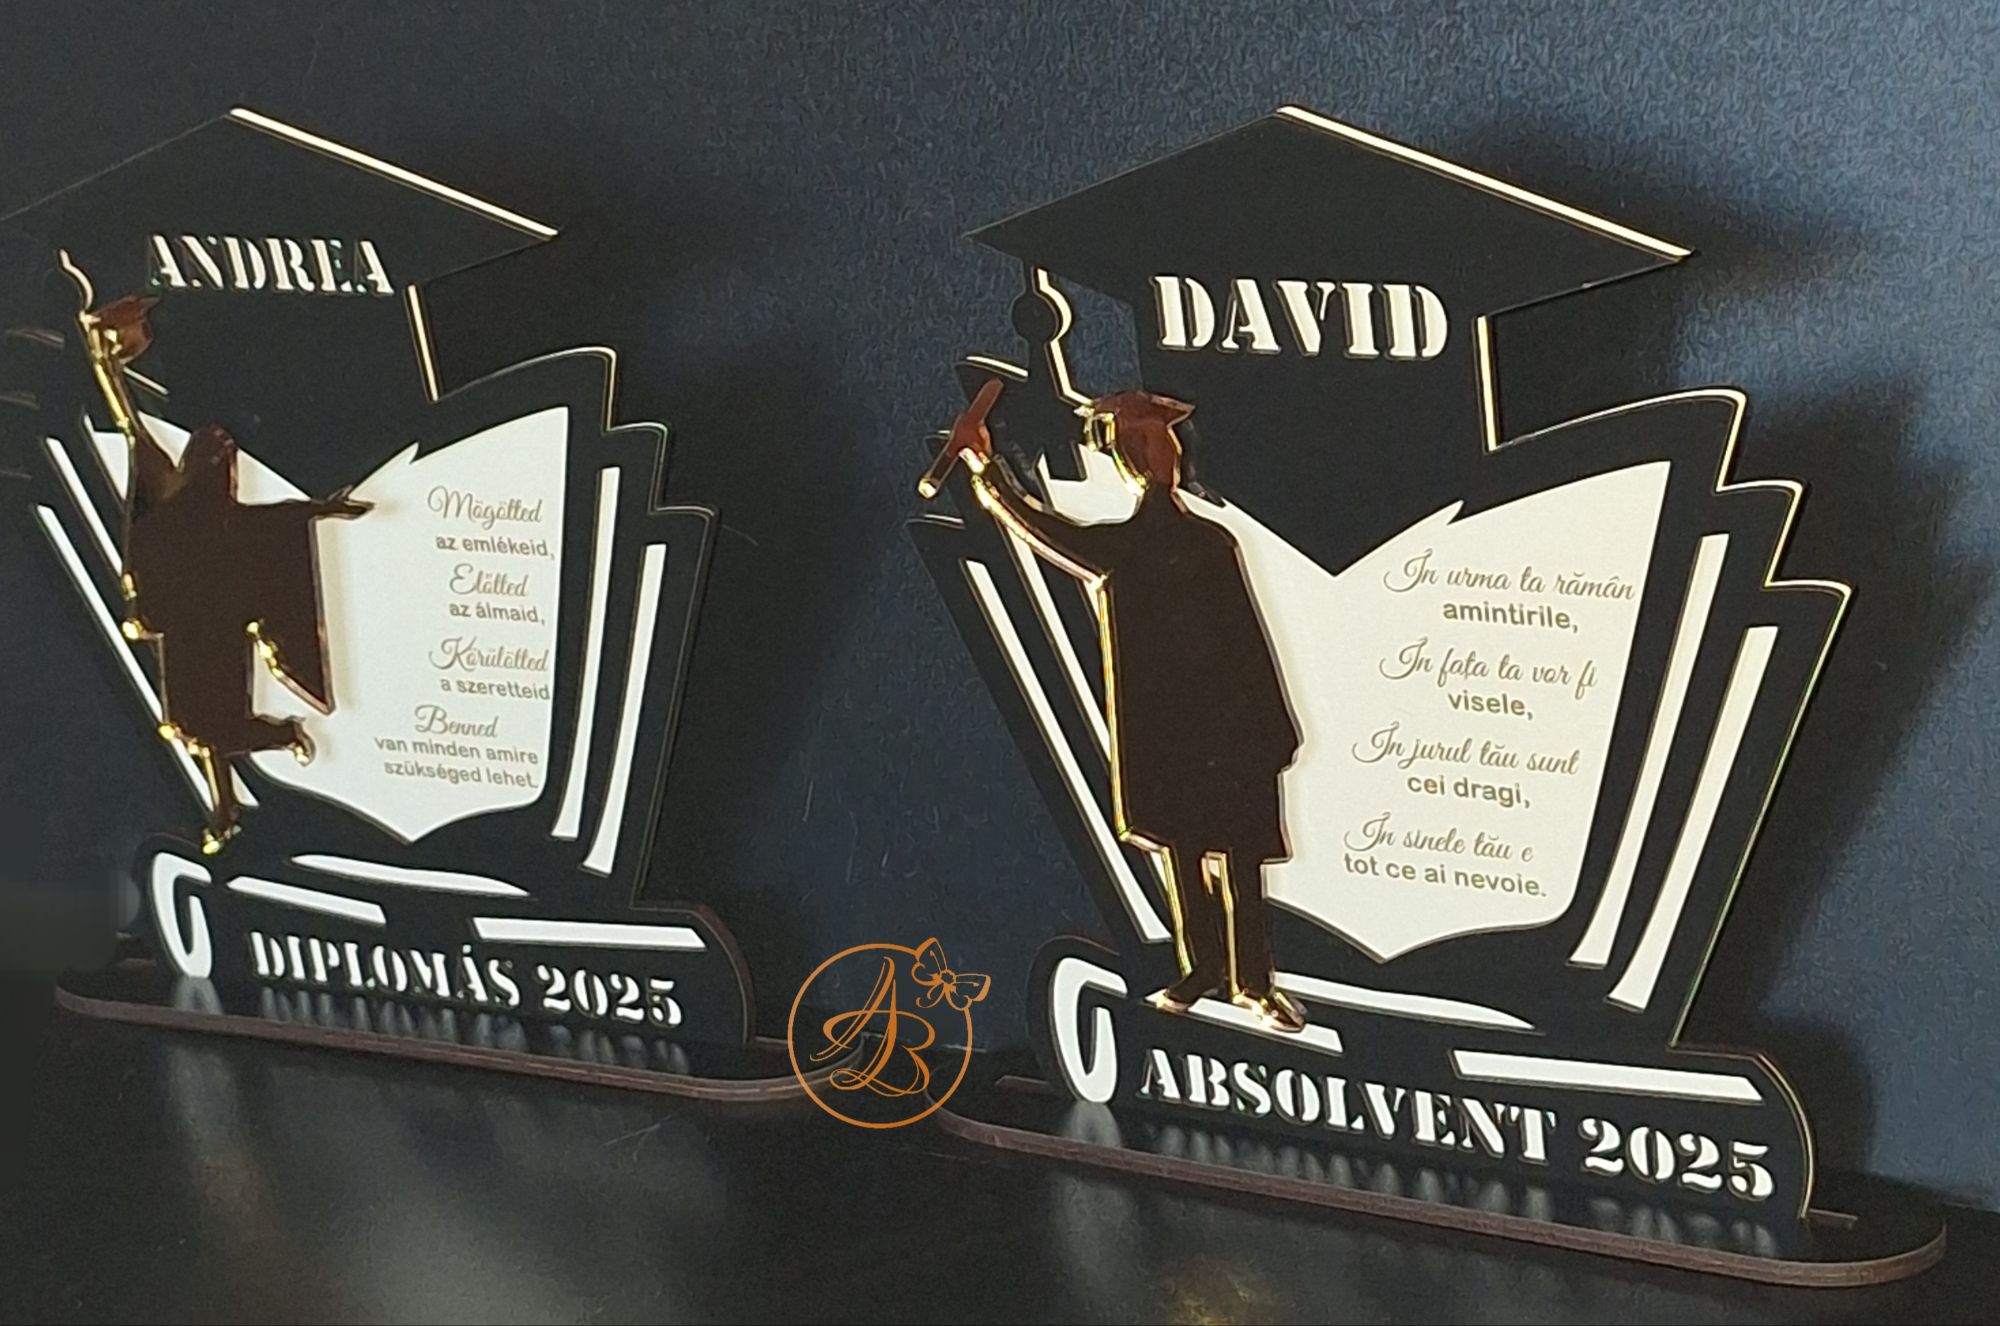 ANDREA
Mögötted
az emlékeid,
Előtted
az álmaid,
Körülötted
a szeretteid
Benned
van minden amire
szükséged lehet.
DIPLOMÁS 2025
DAVID
În urma ta rămân
amintirile,
În fața ta vor fi
visele,
În jurul tău sunt
cei dragi,
În sinele tău e
tot ce ai nevoie.
ABSOLVENT 2025
AB